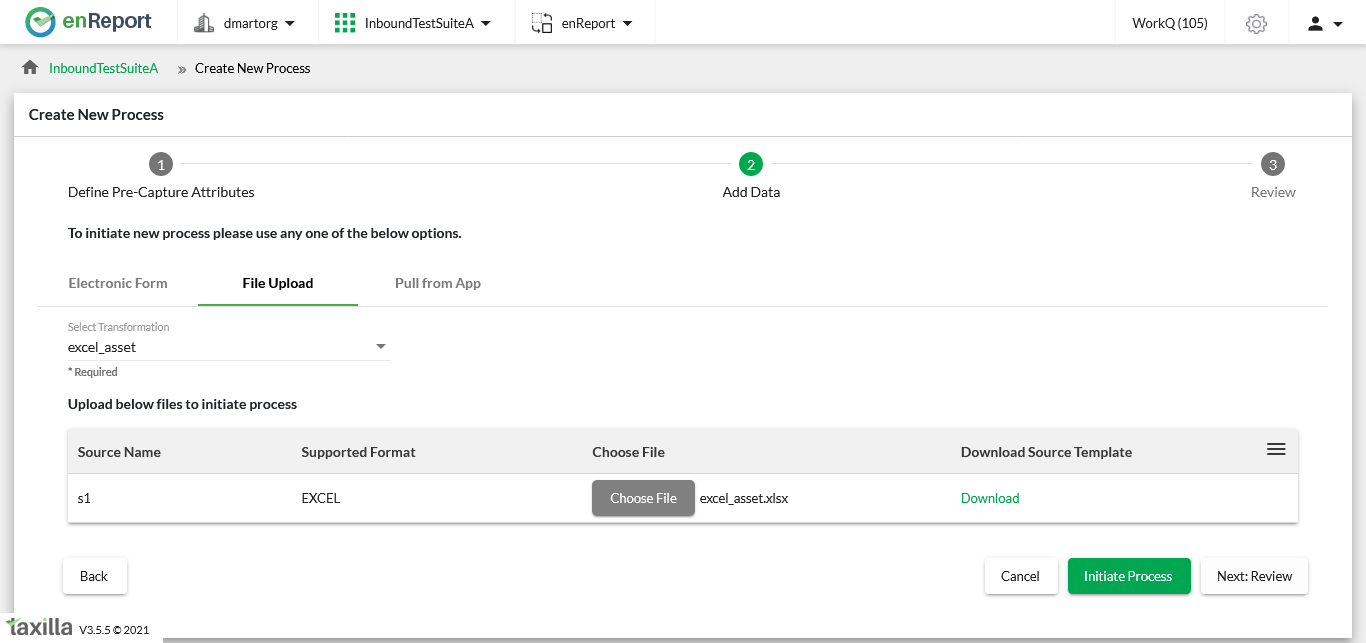 enReport dmartorg InboundTestSuiteA enReport WorkQ (105)
InboundTestSuiteA » Create New Process
Create New Process
1 2 3
Define Pre-Capture Attributes Add Data Review
To initiate new process please use any one of the below options.
Electronic Form File Upload Pull from App
Select Transformation
excel_asset
* Required
Upload below files to initiate process
Source Name Supported Format Choose File Download Source Template
s1 EXCEL Choose File excel_asset.xlsx Download
Back Cancel Initiate Process Next: Review
taxilla V3.5.5 © 2021